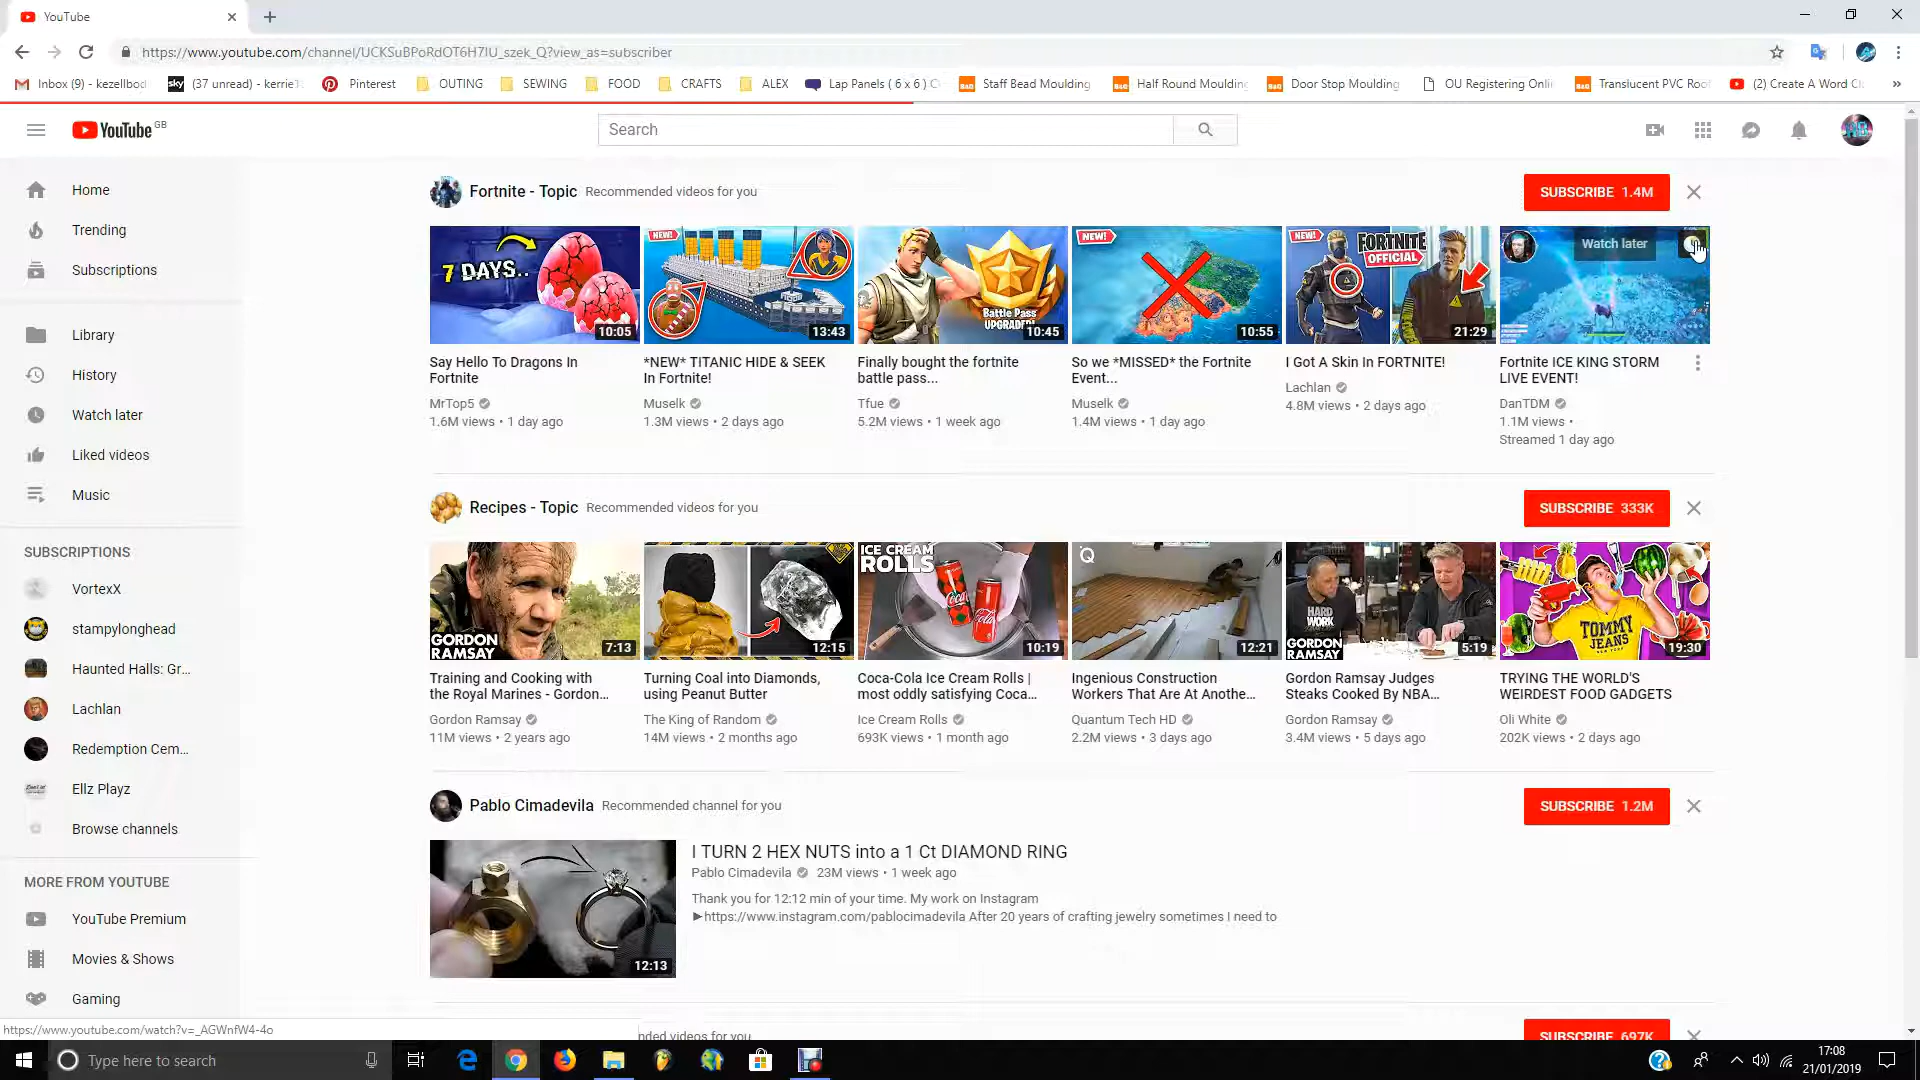 YouTube
https://www.youtube.com/channel/UCKSuBPoRdOT6H7IU_szek_Q?view_as=subscriber
Inbox (9) - kezellbod
sky (37 unread) - kerrie1
Pinterest
OUTING
SEWING
FOOD
CRAFTS
ALEX
Lap Panels ( 6 x 6 ) C
B&Q Staff Bead Moulding
B&Q Half Round Moulding
B&Q Door Stop Moulding
OU Registering Onli
B&Q Translucent PVC Roof
(2) Create A Word Cl
»
YouTube GB
Search
Home
Trending
Subscriptions
Library
History
Watch later
Liked videos
Music
SUBSCRIPTIONS
VortexX
stampylonghead
Haunted Halls: Gr...
Lachlan
Redemption Cem...
Ellz Playz
Browse channels
MORE FROM YOUTUBE
YouTube Premium
Movies & Shows
Gaming
Fortnite - Topic Recommended videos for you
SUBSCRIBE 1.4M
7 DAYS..
10:05
NEW!
13:43
Battle Pass
UPGRADED!
10:45
NEW!
10:55
NEW!
FORTNITE
OFFICIAL
21:29
Watch later
Say Hello To Dragons In
Fortnite
MrTop5
1.6M views • 1 day ago
*NEW* TITANIC HIDE & SEEK
In Fortnite!
Muselk
1.3M views • 2 days ago
Finally bought the fortnite
battle pass...
Tfue
5.2M views • 1 week ago
So we *MISSED* the Fortnite
Event...
Muselk
1.4M views • 1 day ago
I Got A Skin In FORTNITE!
Lachlan
4.8M views • 2 days ago
Fortnite ICE KING STORM
LIVE EVENT!
DanTDM
1.1M views •
Streamed 1 day ago
Recipes - Topic Recommended videos for you
SUBSCRIBE 333K
GORDON
RAMSAY
7:13
12:15
ICE CREAM
ROLLS
Coca-Cola
10:19
Q
12:21
HARD
WORK
GORDON
RAMSAY
5:19
TOMMY
JEANS
19:30
Training and Cooking with
the Royal Marines - Gordon...
Gordon Ramsay
11M views • 2 years ago
Turning Coal into Diamonds,
using Peanut Butter
The King of Random
14M views • 2 months ago
Coca-Cola Ice Cream Rolls |
most oddly satisfying Coca...
Ice Cream Rolls
693K views • 1 month ago
Ingenious Construction
Workers That Are At Anothe...
Quantum Tech HD
2.2M views • 3 days ago
Gordon Ramsay Judges
Steaks Cooked By NBA...
Gordon Ramsay
3.4M views • 5 days ago
TRYING THE WORLD'S
WEIRDEST FOOD GADGETS
Oli White
202K views • 2 days ago
Pablo Cimadevila Recommended channel for you
SUBSCRIBE 1.2M
12:13
I TURN 2 HEX NUTS into a 1 Ct DIAMOND RING
Pablo Cimadevila 23M views • 1 week ago
Thank you for 12:12 min of your time. My work on Instagram
►https://www.instagram.com/pablocimadevila After 20 years of crafting jewelry sometimes I need to
https://www.youtube.com/watch?v=_AGWnfW4-4o
nded videos for you
SUBSCRIBE 697K
Type here to search
17:08
21/01/2019